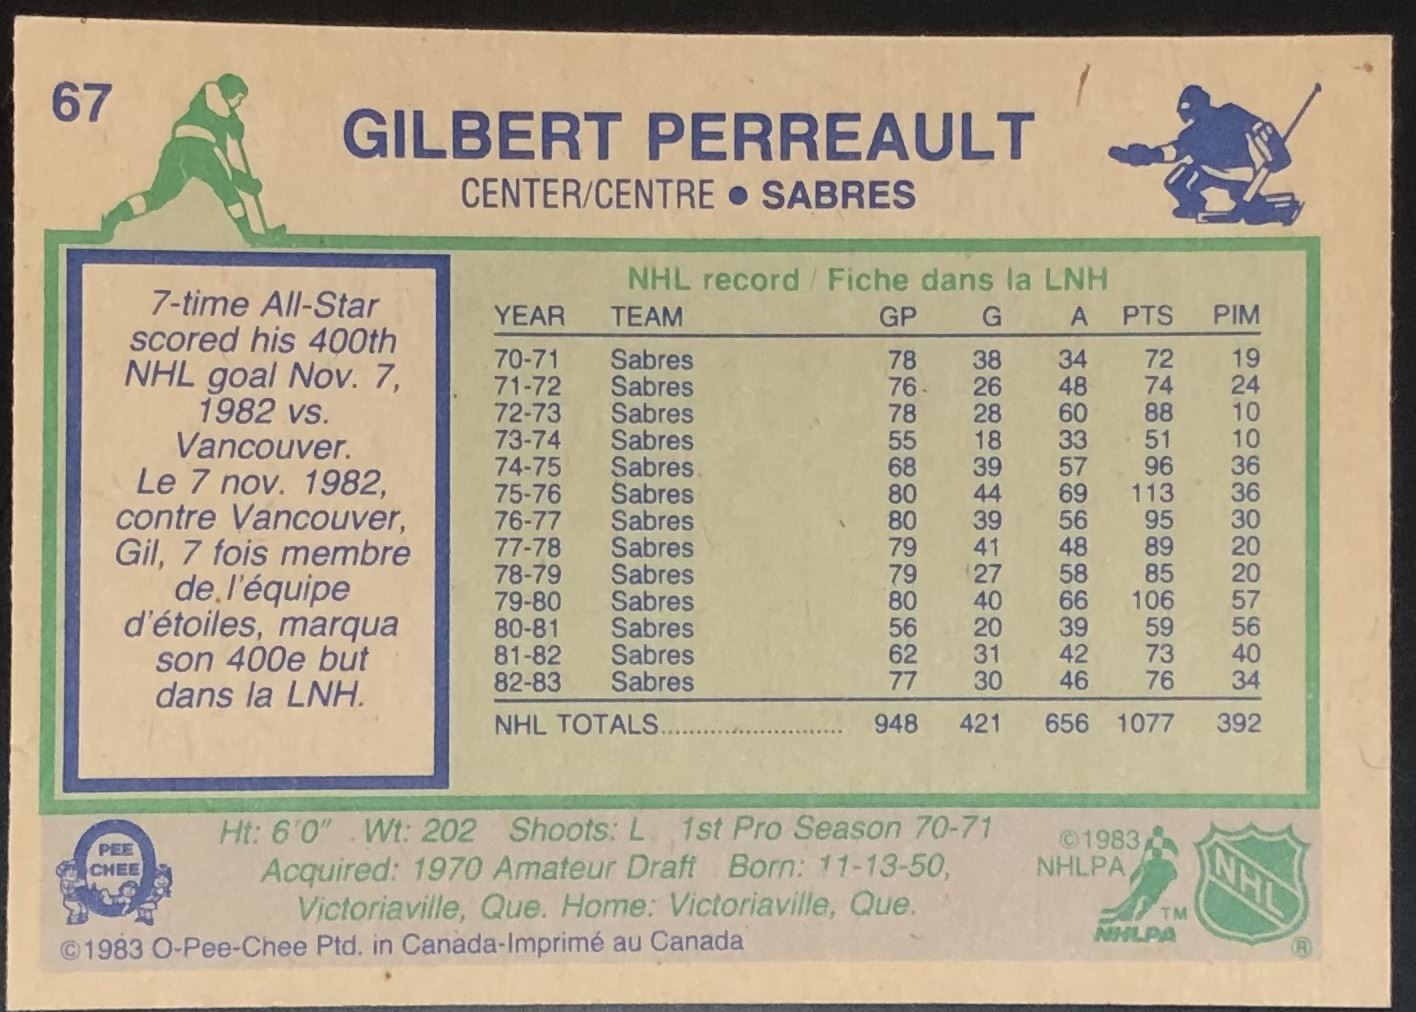 67
GILBERT PERREAULT
CENTER/CENTRE • SABRES
7-time All-Star
scored his 400th
NHL goal Nov. 7,
1982 vs.
Vancouver.
Le 7 nov. 1982,
contre Vancouver,
Gil, 7 fois membre
de l'équipe
d'étoiles, marqua
son 400e but
dans la LNH.
NHL record / Fiche dans la LNH
YEAR TEAM GP G A PTS PIM
70-71 Sabres 78 38 34 72 19
71-72 Sabres 76 26 48 74 24
72-73 Sabres 78 28 60 88 10
73-74 Sabres 55 18 33 51 10
74-75 Sabres 68 39 57 96 36
75-76 Sabres 80 44 69 113 36
76-77 Sabres 80 39 56 95 30
77-78 Sabres 79 41 48 89 20
78-79 Sabres 79 27 58 85 20
79-80 Sabres 80 40 66 106 57
80-81 Sabres 56 20 39 59 56
81-82 Sabres 62 31 42 73 40
82-83 Sabres 77 30 46 76 34
NHL TOTALS.......................... 948 421 656 1077 392
PEE
CHEE
Ht: 6'0" Wt: 202 Shoots: L 1st Pro Season 70-71
Acquired: 1970 Amateur Draft Born: 11-13-50,
Victoriaville, Que. Home: Victoriaville, Que.
©1983 O-Pee-Chee Ptd. in Canada-Imprimé au Canada
©1983
NHLPA
TM
NHLPA
NHL
®